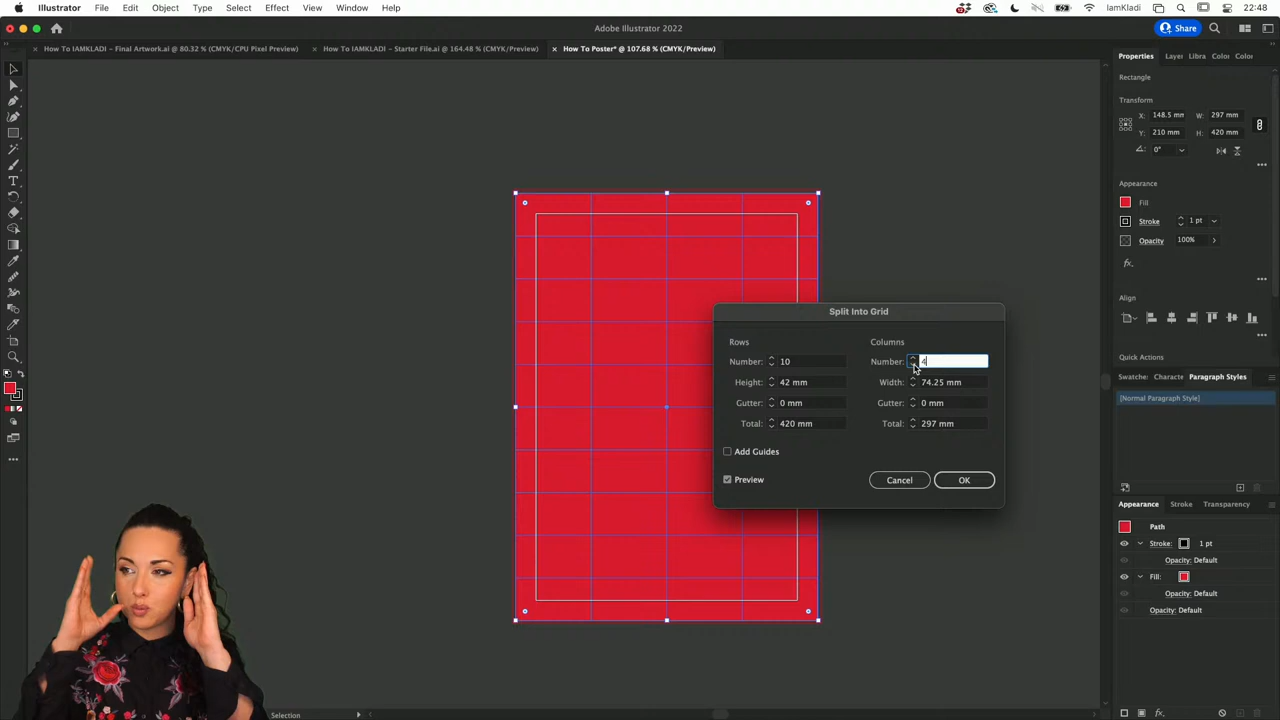 Illustrator File Edit Object Type Select Effect View Window Help IamKladi 22:48
Adobe Illustrator 2022
Share
× How To IAMKLADI – Final Artwork.ai @ 80.32 % (CMYK/CPU Pixel Preview) × How To IAMKLADI – Starter File.ai @ 164.48 % (CMYK/Preview) × How To Poster* @ 107.68 % (CMYK/Preview)
Properties Layer Libra Color Color
Rectangle
Transform
X: 148.5 mm W: 297 mm
Y: 210 mm H: 420 mm
0°
Appearance
Fill
Stroke 1 pt
Opacity 100%
fx.
Align
Quick Actions
Swatche Characte Paragraph Styles
[Normal Paragraph Style]
Appearance Stroke Transparency
Path
Stroke: 1 pt
Opacity: Default
Fill:
Opacity: Default
Opacity: Default
fx.
Split Into Grid
Rows Columns
Number: 10 Number: 4
Height: 42 mm Width: 74.25 mm
Gutter: 0 mm Gutter: 0 mm
Total: 420 mm Total: 297 mm
Add Guides
Preview Cancel OK
Selection